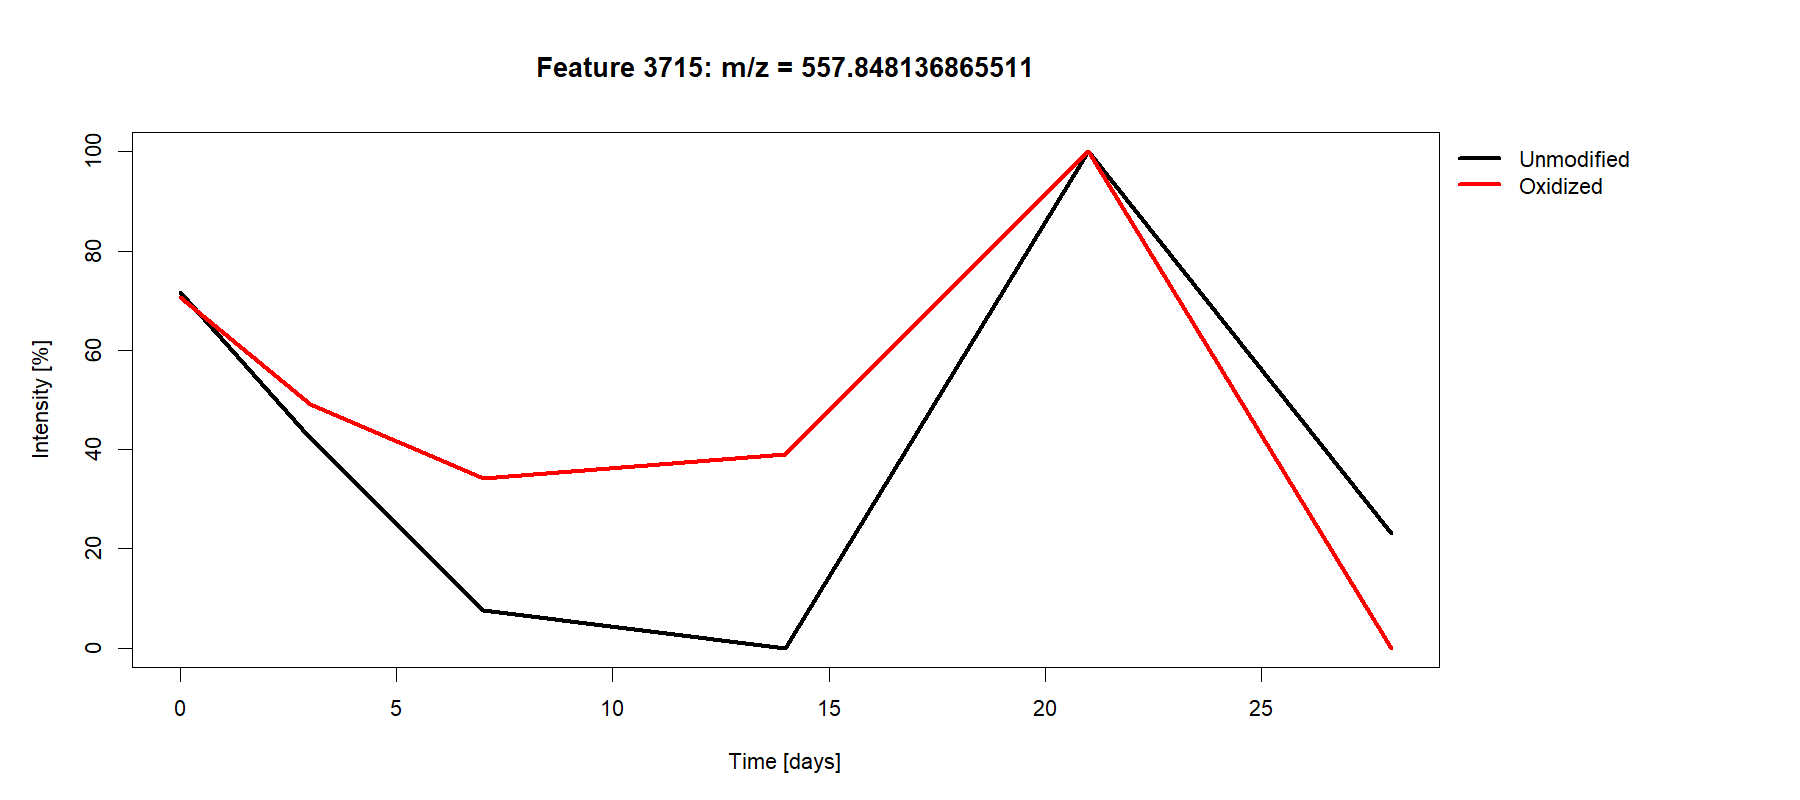 Feature 3715: m/z = 557.848136865511
Unmodified
Oxidized
Intensity [%]
100
80
60
40
20
0
0 5 10 15 20 25
Time [days]